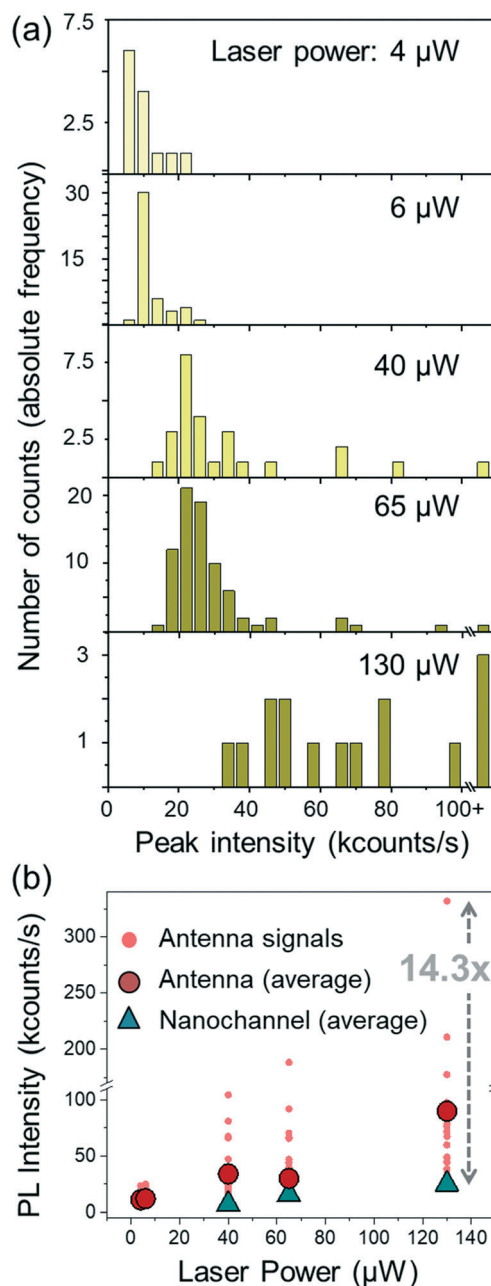 (a)
Number of counts (absolute frequency)
7.5
Laser power: 4 µW
5
2.5
30
6 µW
15
7.5
40 µW
5
2.5
20
65 µW
10
3
130 µW
2
1
0 20 40 60 80 100+
Peak intensity (kcounts/s)
(b)
PL Intensity (kcounts/s)
300
Antenna signals
14.3x
250
Antenna (average)
200
Nanochannel (average)
100
50
0
0 20 40 60 80 100 120 140
Laser Power (µW)